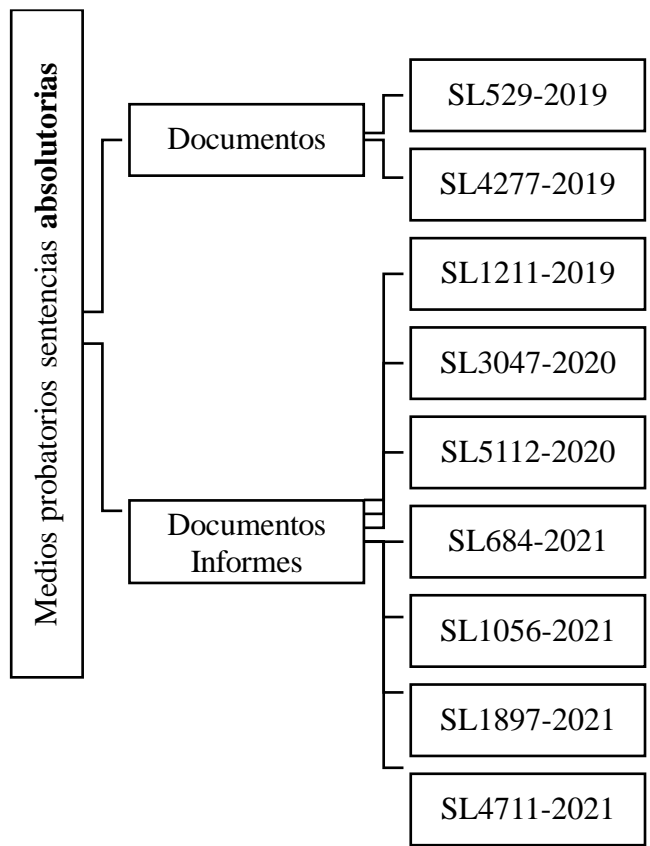 Medios probatorios sentencias absolutorias
Documentos
SL529-2019
SL4277-2019
Documentos
Informes
SL1211-2019
SL3047-2020
SL5112-2020
SL684-2021
SL1056-2021
SL1897-2021
SL4711-2021